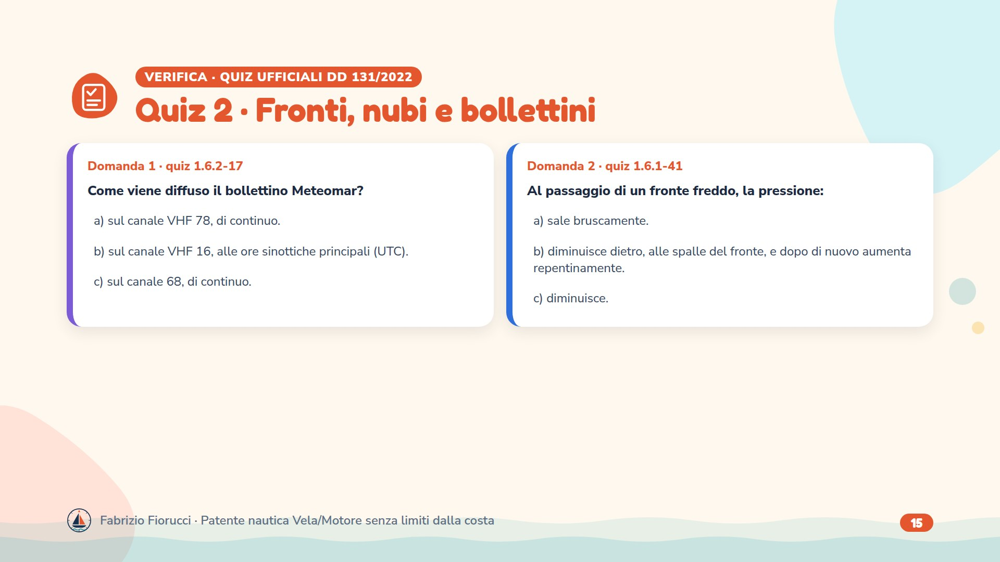 VERIFICA · QUIZ UFFICIALI DD 131/2022
Quiz 2 · Fronti, nubi e bollettini
Domanda 1 · quiz 1.6.2-17
Come viene diffuso il bollettino Meteomar?
a) sul canale VHF 78, di continuo.
b) sul canale VHF 16, alle ore sinottiche principali (UTC).
c) sul canale 68, di continuo.
Domanda 2 · quiz 1.6.1-41
Al passaggio di un fronte freddo, la pressione:
a) sale bruscamente.
b) diminuisce dietro, alle spalle del fronte, e dopo di nuovo aumenta
repentinamente.
c) diminuisce.
Fabrizio Fiorucci · Patente nautica Vela/Motore senza limiti dalla costa
15